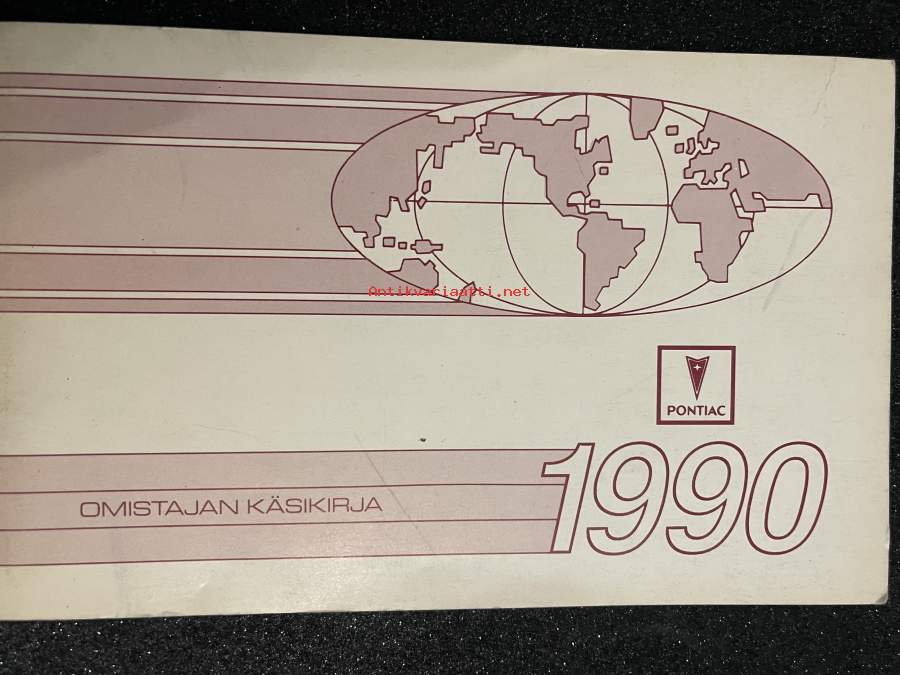 Antikvariaatti.net
PONTIAC
1990
OMISTAJAN KÄSIKIRJA